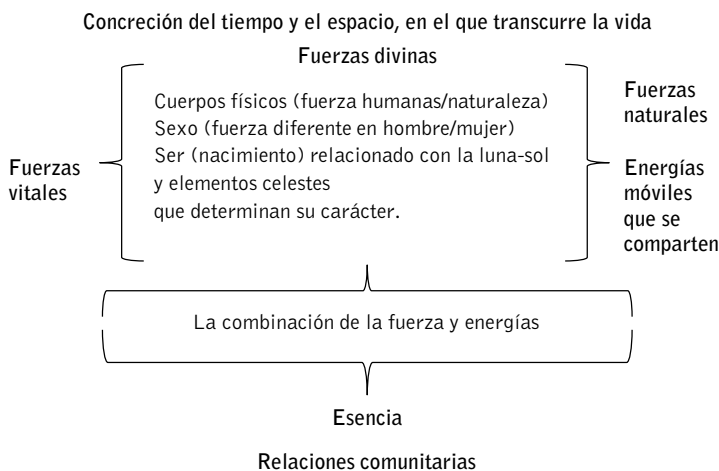 Concreción del tiempo y el espacio, en el que transcurre la vida
Fuerzas divinas
Fuerzas
vitales
Cuerpos físicos (fuerza humanas/naturaleza)
Sexo (fuerza diferente en hombre/mujer)
Ser (nacimiento) relacionado con la luna-sol
y elementos celestes
que determinan su carácter.
Fuerzas
naturales
Energías
móviles
que se
comparten
La combinación de la fuerza y energías
Esencia
Relaciones comunitarias